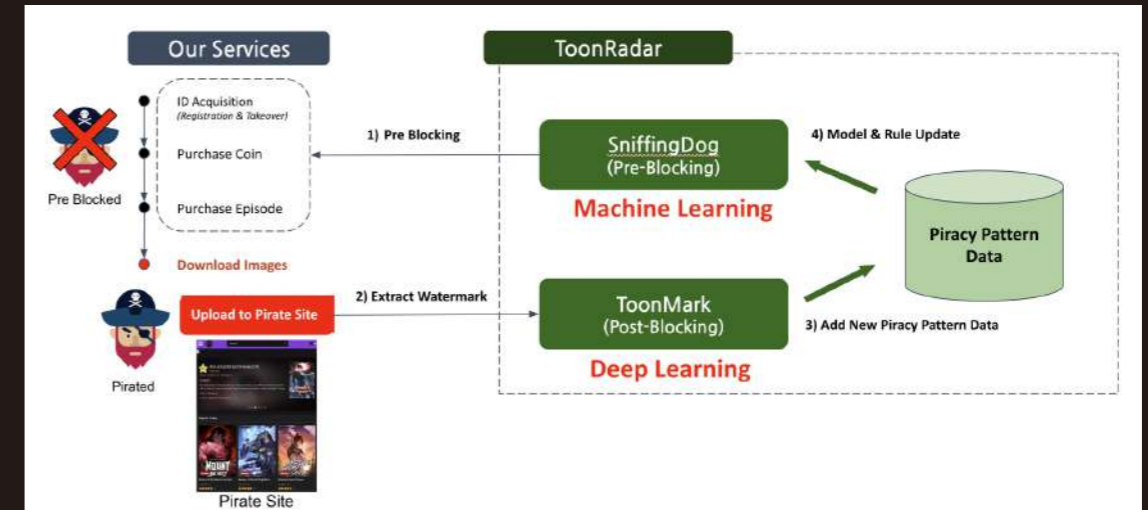 Our Services
ToonRadar
ID Acquisition
(Registration & Takeover)
Purchase Coin
Purchase Episode
Download Images
Pre Blocked
1) Pre Blocking
SniffingDog
(Pre-Blocking)
Machine Learning
4) Model & Rule Update
Piracy Pattern
Data
Upload to Pirate Site
2) Extract Watermark
ToonMark
(Post-Blocking)
Deep Learning
3) Add New Piracy Pattern Data
Pirated
MOUNT
Pirate Site